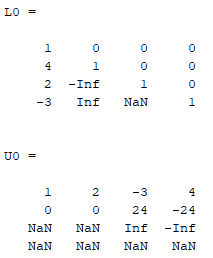 L0 =
1 0 0 0
4 1 0 0
2 -Inf 1 0
-3 Inf NaN 1
U0 =
1 2 -3 4
0 0 24 -24
NaN NaN Inf -Inf
NaN NaN NaN NaN